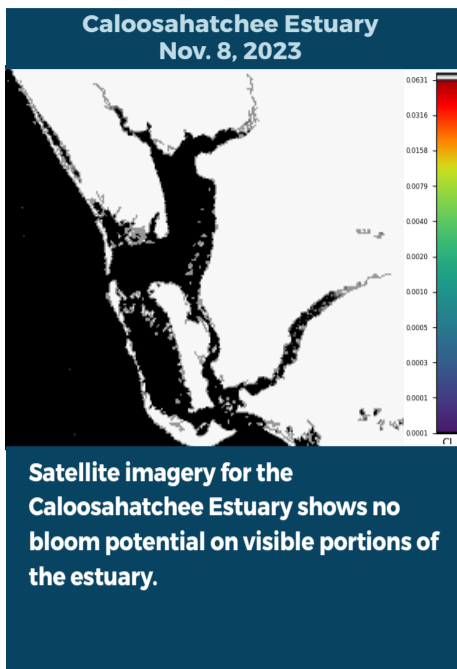 Caloosahatchee Estuary
Nov. 8, 2023
0.0631
0.0316
0.0158
0.0079
0.0040
0.0020
0.0010
0.0005
0.0003
0.0001
0.0001
CI
Satellite imagery for the
Caloosahatchee Estuary shows no
bloom potential on visible portions of
the estuary.